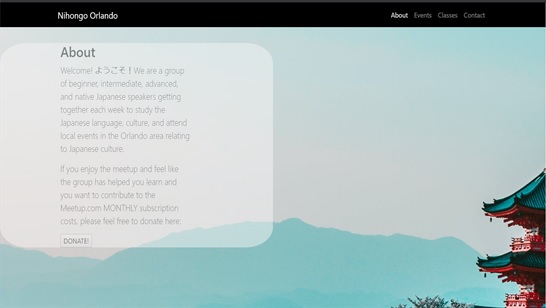 Nihongo Orlando
About Events Classes Contact
About
Welcome! ようこそ！We are a group
of beginner, intermediate, advanced,
and native Japanese speakers getting
together each week to study the
Japanese language, culture, and attend
local events in the Orlando area relating
to Japanese culture.
If you enjoy the meetup and feel like
the group has helped you learn and
you want to contribute to the
Meetup.com MONTHLY subscription
costs, please feel free to donate here:
DONATE!